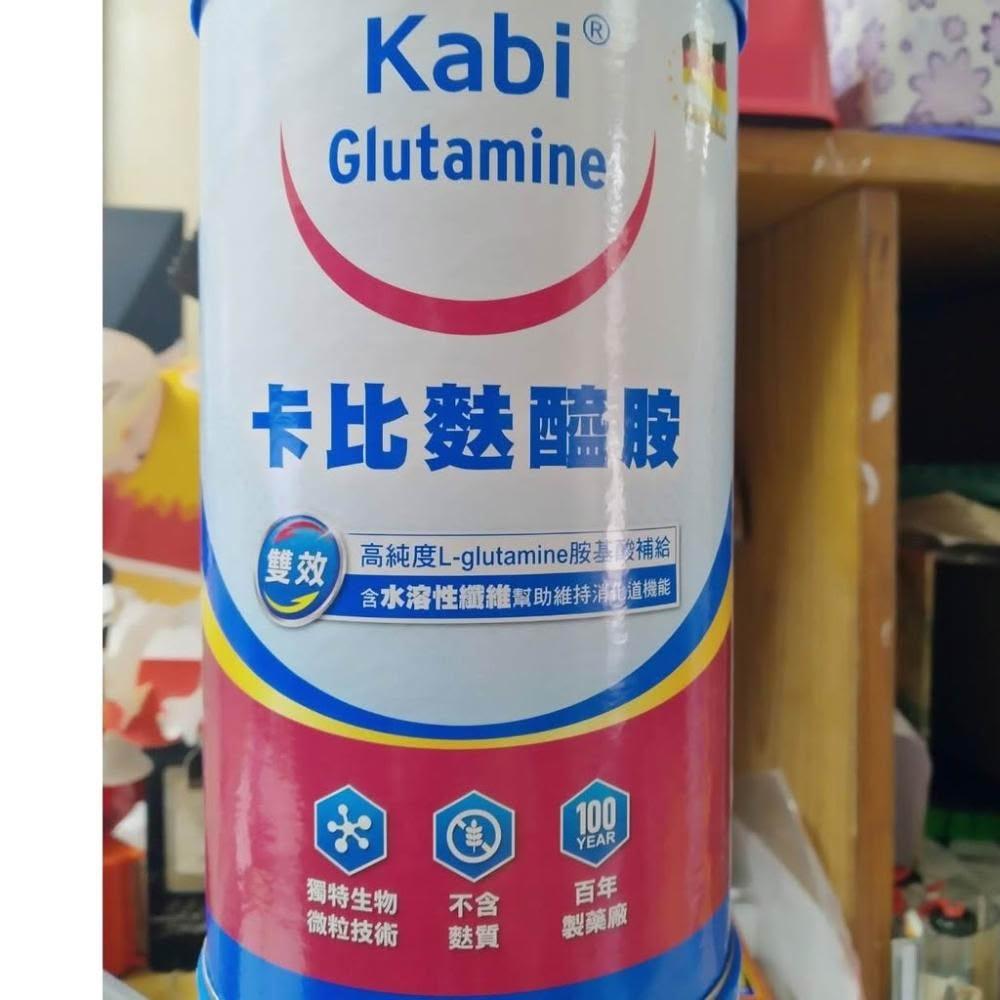 Kabi®
Glutamine
卡比麩醯胺
雙效
高純度L-glutamine胺基酸補給
含水溶性纖維幫助維持消化道機能
獨特生物
微粒技術
不含
麩質
100
YEAR
百年
製藥廠